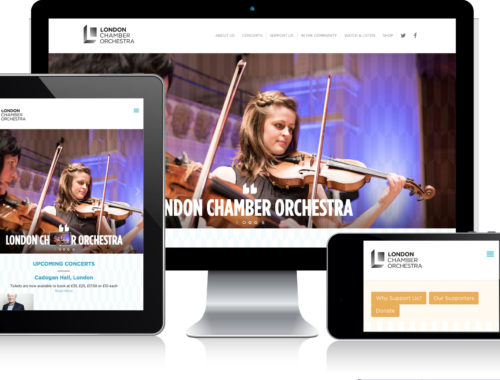 LONDON
CHAMBER
ORCHESTRA
ABOUT US
CONCERTS
SUPPORT US
IN THE COMMUNITY
WATCH & LISTEN
SHOP
“
ONDON CHAMBER ORCHESTRA
LONDON
CHAMBER
ORCHESTRA
LONDON CH R ORCHESTRA
UPCOMING CONCERTS
Cadogan Hall, London
Tickets are now available to book at £35, £25, £17.50 or £10 each
Read More
LONDON
CHAMBER
ORCHESTRA
Why Support Us?
Our Supporters
Donate